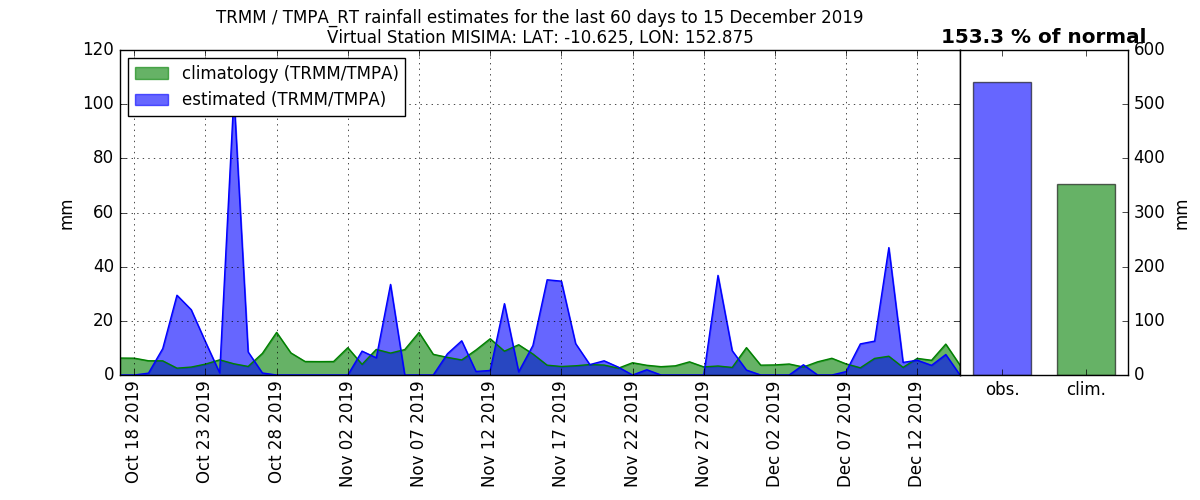 TRMM / TMPA_RT rainfall estimates for the last 60 days to 15 December 2019
Virtual Station MISIMA: LAT: -10.625, LON: 152.875
153.3 % of normal
climatology (TRMM/TMPA)
estimated (TRMM/TMPA)
mm
120
100
80
60
40
20
0
Oct 18 2019
Oct 23 2019
Oct 28 2019
Nov 02 2019
Nov 07 2019
Nov 12 2019
Nov 17 2019
Nov 22 2019
Nov 27 2019
Dec 02 2019
Dec 07 2019
Dec 12 2019
obs.
clim.
600
500
400
300
200
100
0
mm